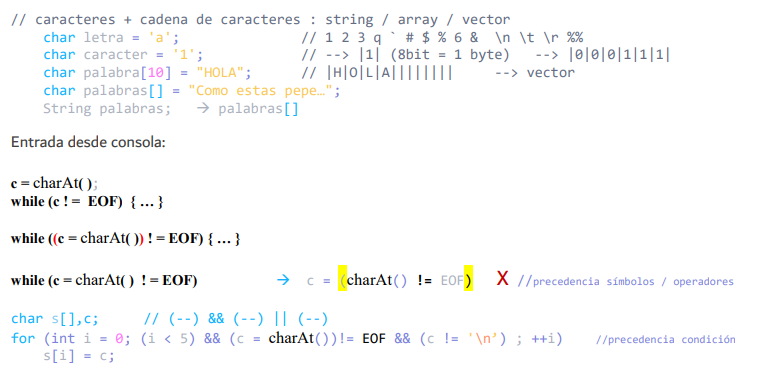 // caracteres + cadena de caracteres : string / array / vector
char letra = 'a'; // 1 2 3 q ` # $ % 6 & \n \t \r %%
char caracter = '1'; // --> |1| (8bit = 1 byte) --> |0|0|0|1|1|1|
char palabra[10] = "HOLA"; // |H|O|L|A|||||||| --> vector
char palabras[] = "Como estas pepe…";
String palabras; → palabras[]
Entrada desde consola:
c = charAt( );
while (c ! = EOF) { … }
while ((c = charAt( )) ! = EOF) { … }
while (c = charAt( ) ! = EOF) → c = (charAt() != EOF) X //precedencia símbolos / operadores
char s[],c; // (--) && (--) || (--)
for (int i = 0; (i < 5) && (c = charAt())!= EOF && (c != '\n') ; ++i) //precedencia condición
s[i] = c;